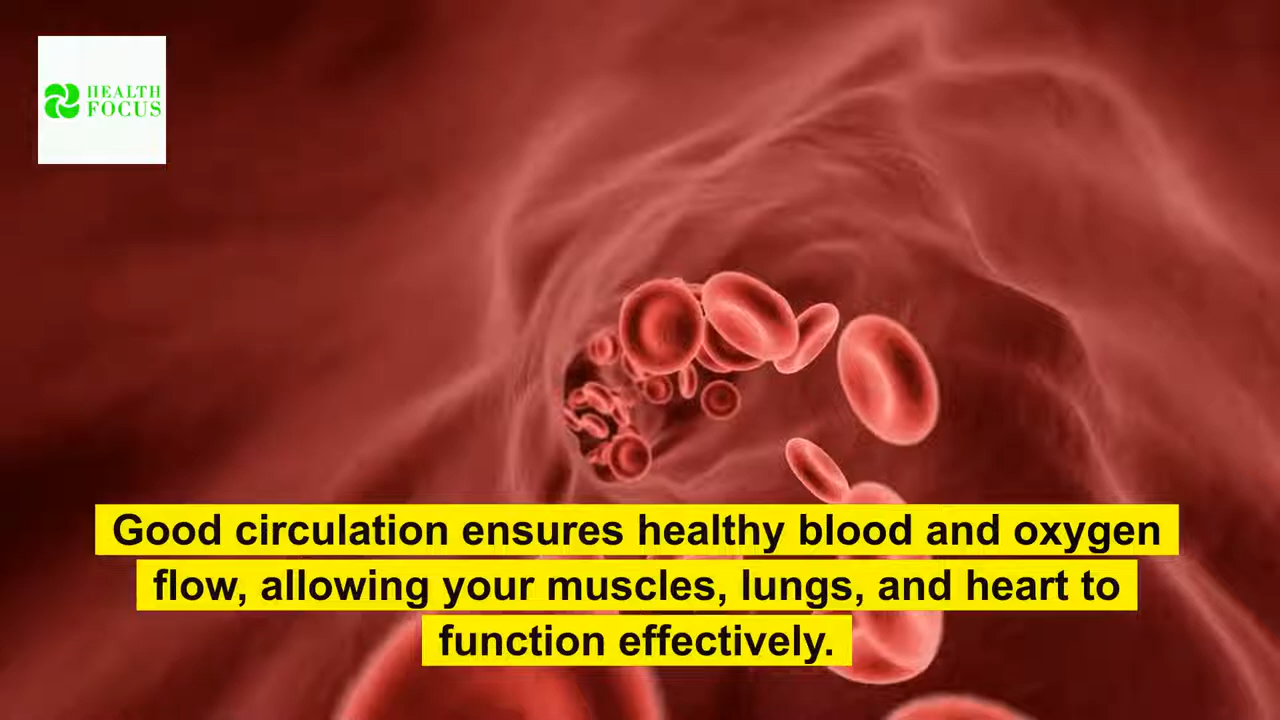 HEALTH
FOCUS
Good circulation ensures healthy blood and oxygen
flow, allowing your muscles, lungs, and heart to
function effectively.